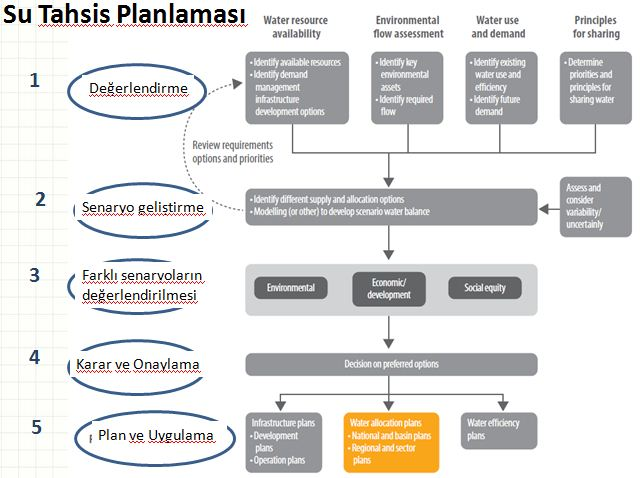 Su Tahsis Planlaması
Water resource
availability
Environmental
flow assessment
Water use
and demand
Principles
for sharing
1
Değerlendirme
• Identify available resources
• Identify demand
management
infrastructure
development options
• Identify key
environmental
assets
• Identify required
flow
• Identify existing
water use and
efficiency
• Identify future
demand
• Determine
priorities and
principles for
sharing water
Review requirements
options and priorities
2
Senaryo geliştirme
• Identify different supply and allocation options
• Modelling (or other) to develop scenario water balance
Assess and
consider
variability/
uncertainly
3
Farklı senaryoların
değerlendirilmesi
Environmental
Economic/
development
Social equity
4
Karar ve Onaylama
Decision on preferred options
5
Plan ve Uygulama
Infrastructure plans
• Development
plans
• Operation plans
Water allocation plans
• National and basin plans
• Regional and sector
plans
Water efficiency
plans